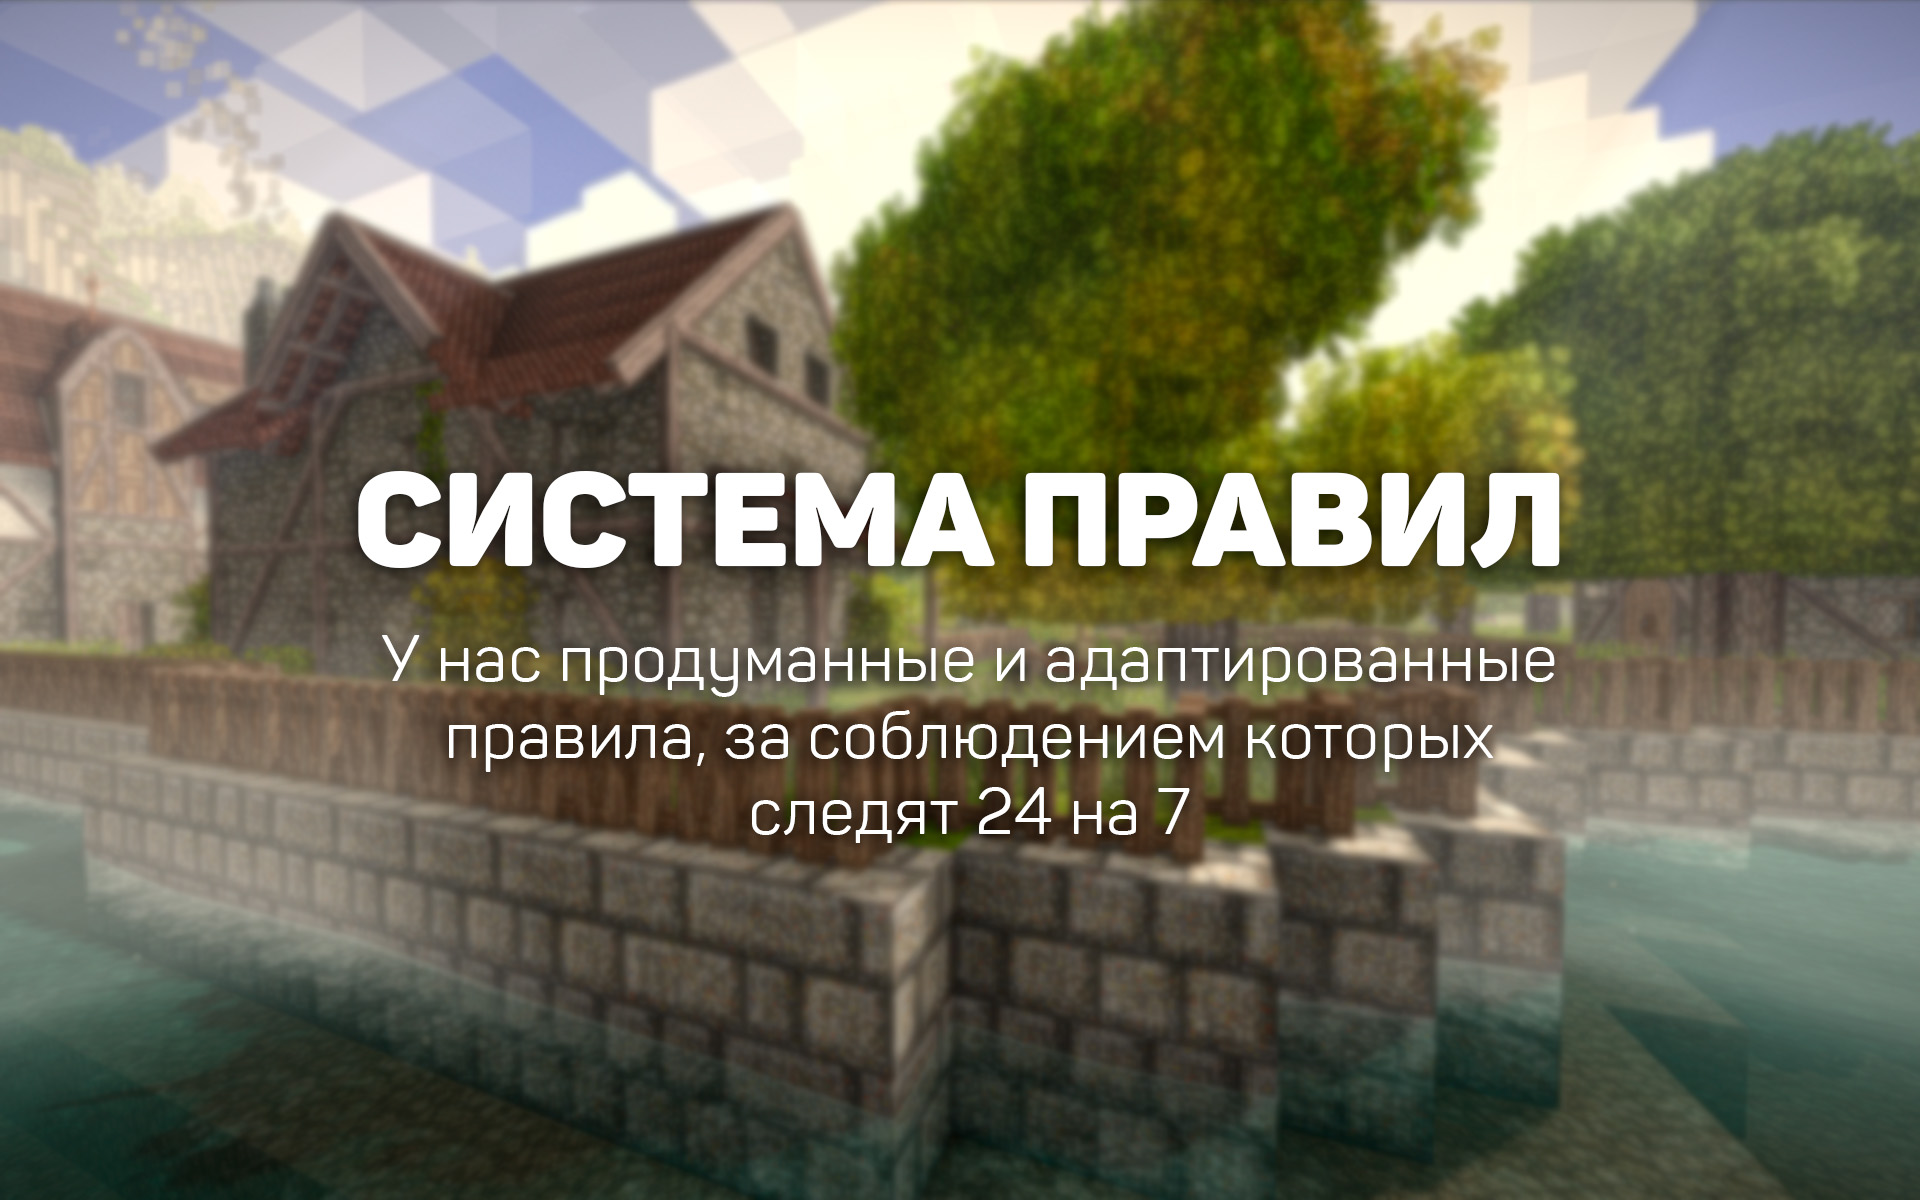 СИСТЕМА ПРАВИЛ
У нас продуманные и адаптированные
правила, за соблюдением которых
следят 24 на 7